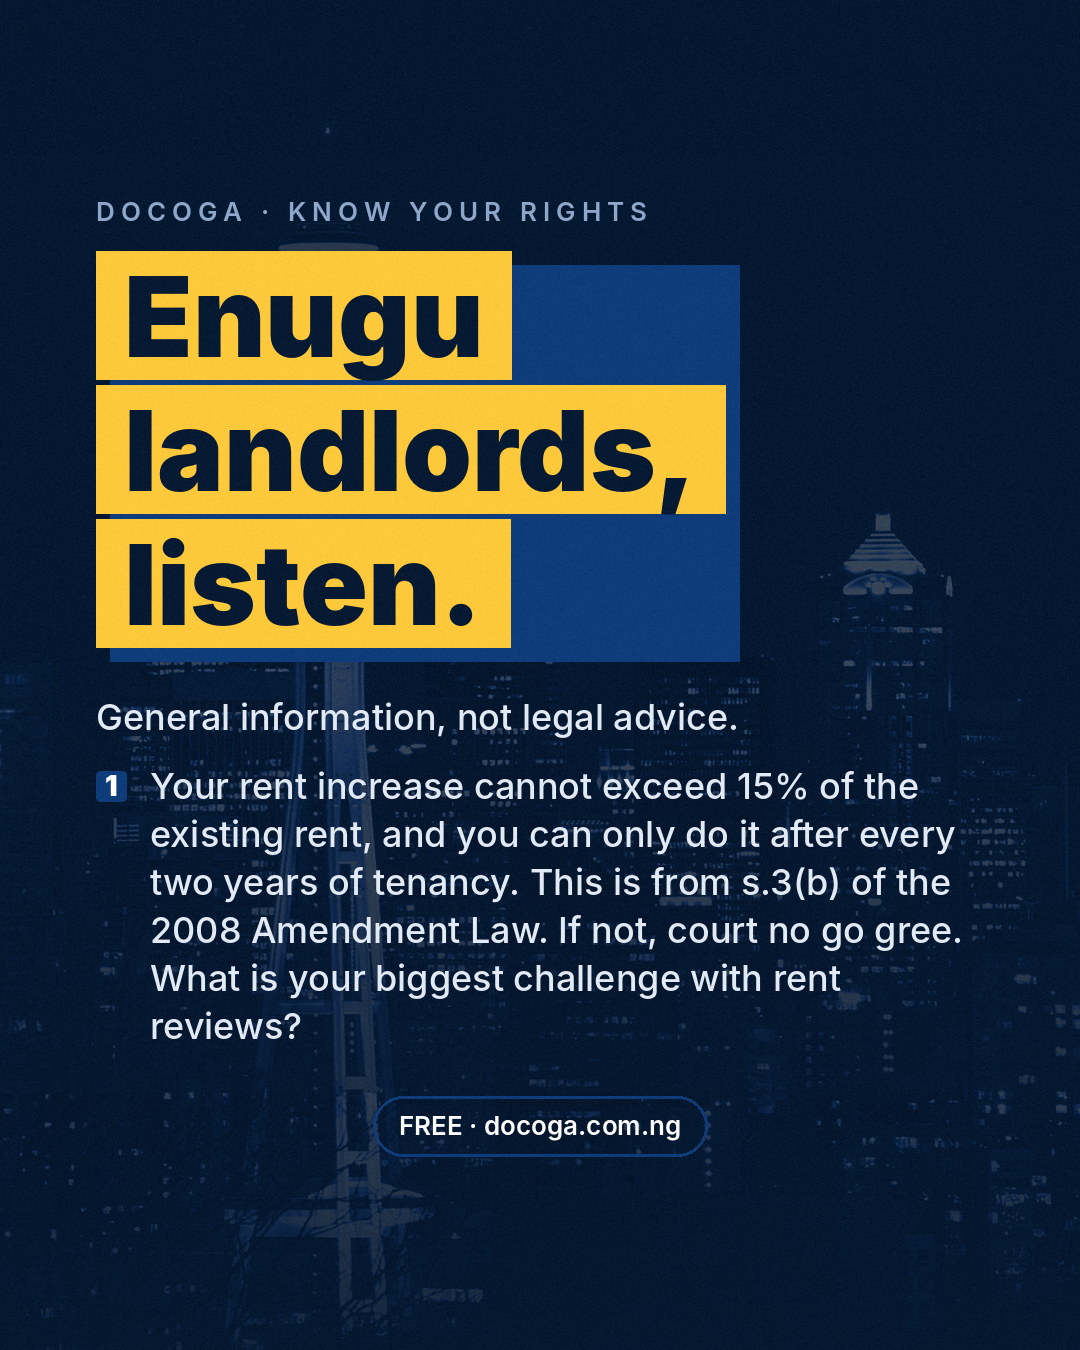 DOCOGA · KNOW YOUR RIGHTS
Enugu
landlords,
listen.
General information, not legal advice.
1 Your rent increase cannot exceed 15% of the
existing rent, and you can only do it after every
two years of tenancy. This is from s.3(b) of the
2008 Amendment Law. If not, court no go gree.
What is your biggest challenge with rent
reviews?
FREE · docoga.com.ng